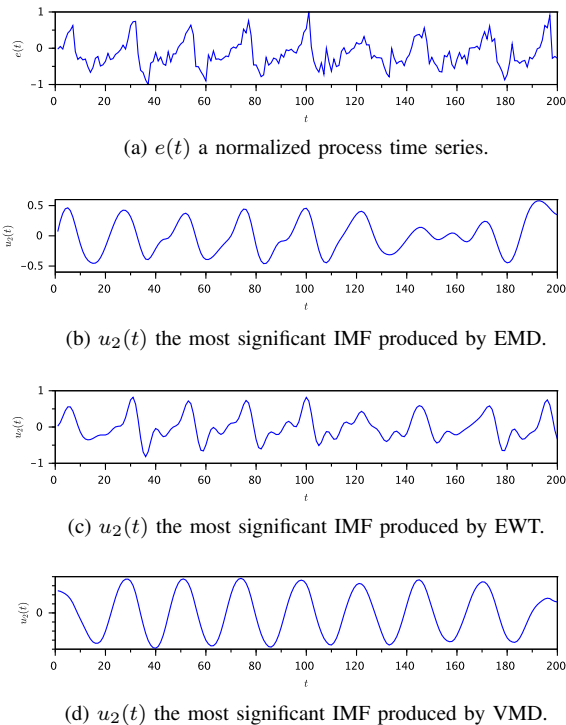 1
0
−1
e(t)
0 20 40 60 80 100 120 140 160 180 200
t
(a) e(t) a normalized process time series.
0.5
0
−0.5
u₂(t)
0 20 40 60 80 100 120 140 160 180 200
t
(b) u₂(t) the most significant IMF produced by EMD.
1
0
−1
u₂(t)
0 20 40 60 80 100 120 140 160 180 200
t
(c) u₂(t) the most significant IMF produced by EWT.
0
u₂(t)
0 20 40 60 80 100 120 140 160 180 200
t
(d) u₂(t) the most significant IMF produced by VMD.